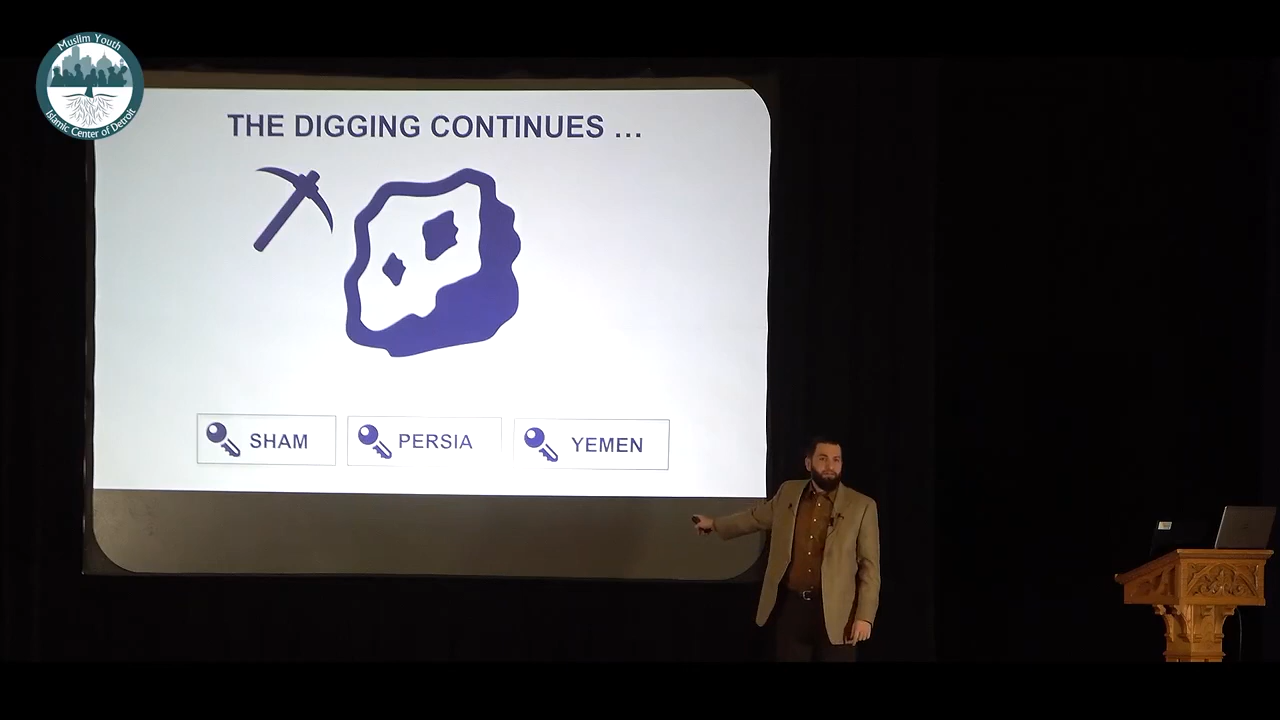 Muslim Youth
Islamic Center of Detroit
THE DIGGING CONTINUES ...
SHAM
PERSIA
YEMEN